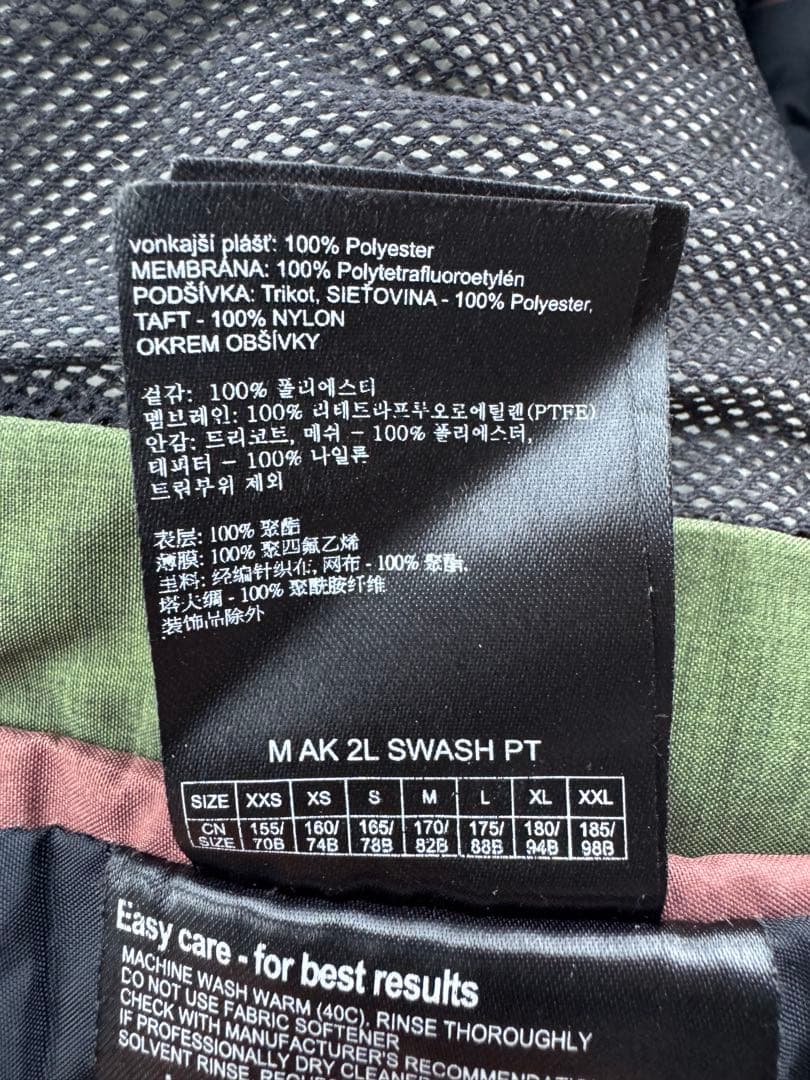 vonkajší plášť: 100% Polyester
MEMBRÁNA: 100% Polytetrafluoroetylén
PODŠÍVKA: Trikot, SIEŤOVINA - 100% Polyester,
TAFT - 100% NYLON
OKREM OBŠÍVKY
겉감: 100% 폴리에스티
멤브레인: 100% 리테트라프루오로에틸렌(PTFE)
안감: 드리코트, 메쉬 - 100% 폴리에스터,
테피터 - 100% 나일론
트림부위 제외
表层: 100% 聚酯
薄膜: 100% 聚四氟乙烯
主料: 经编针织布, 网布 - 100% 聚酯,
塔夫绸 - 100% 聚酰胺纤维
装饰品除外
M AK 2L SWASH PT
SIZE XXS XS S M L XL XXL
CN SIZE 155/70B 160/74B 165/78B 170/82B 175/88B 180/94B 185/98B
Easy care - for best results
MACHINE WASH WARM (40C), RINSE THOROUGHLY
DO NOT USE FABRIC SOFTENER
CHECK WITH MANUFACTURER'S RECOMMENDATION
IF PROFESSIONALLY DRY CLEANED
SOLVENT RINSE,